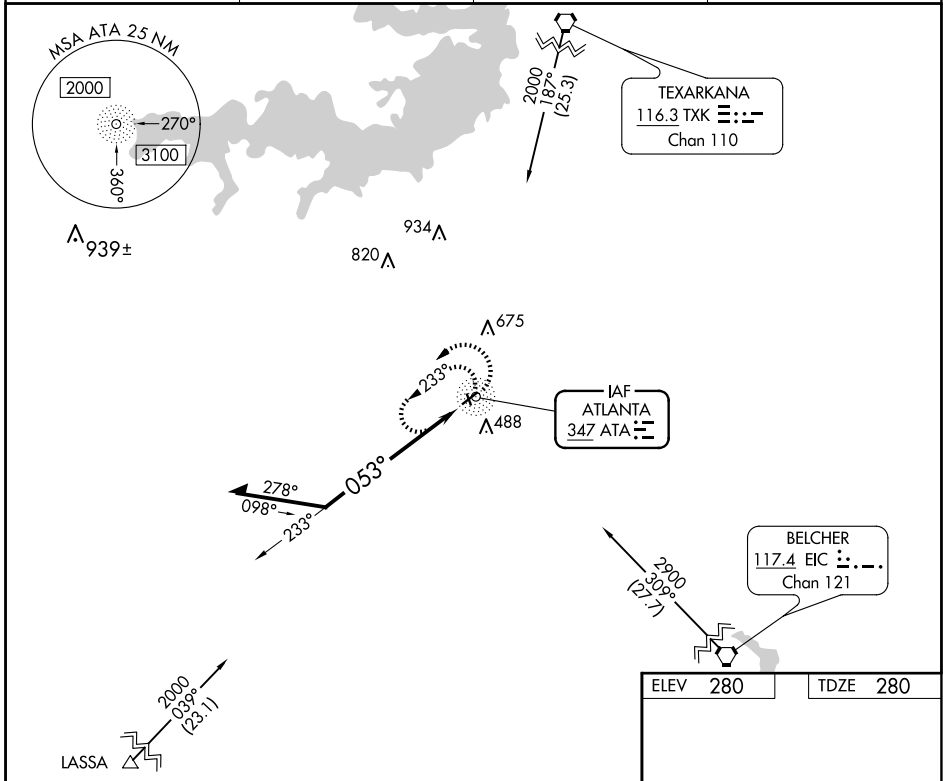 MSA ATA 25 NM
2000
270°
3100
360°
939±
2000
187°
(25.3)
TEXARKANA
116.3 TXK
Chan 110
934
820
675
233°
IAF
ATLANTA
347 ATA
488
053°
278°
098°
233°
2900
309°
(27.7)
BELCHER
117.4 EIC
Chan 121
2000
039°
(23.1)
LASSA
ELEV 280
TDZE 280